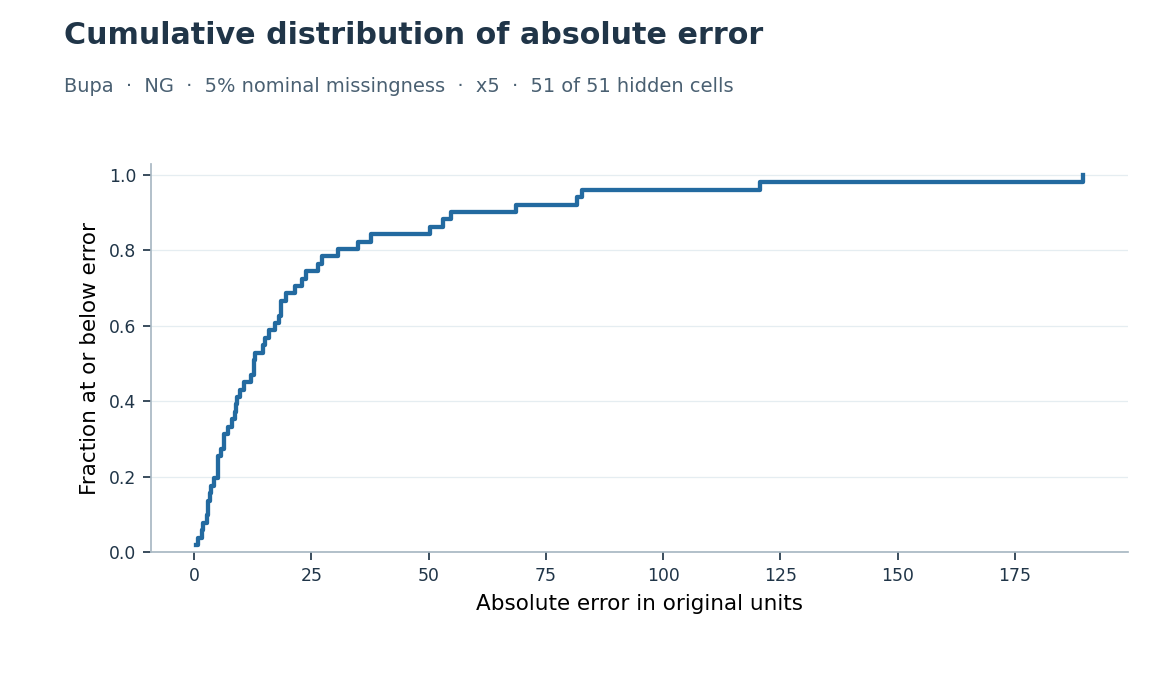 Cumulative distribution of absolute error
Bupa · NG · 5% nominal missingness · x5 · 51 of 51 hidden cells
1.0
0.8
0.6
0.4
0.2
0.0
Fraction at or below error
0 25 50 75 100 125 150 175
Absolute error in original units